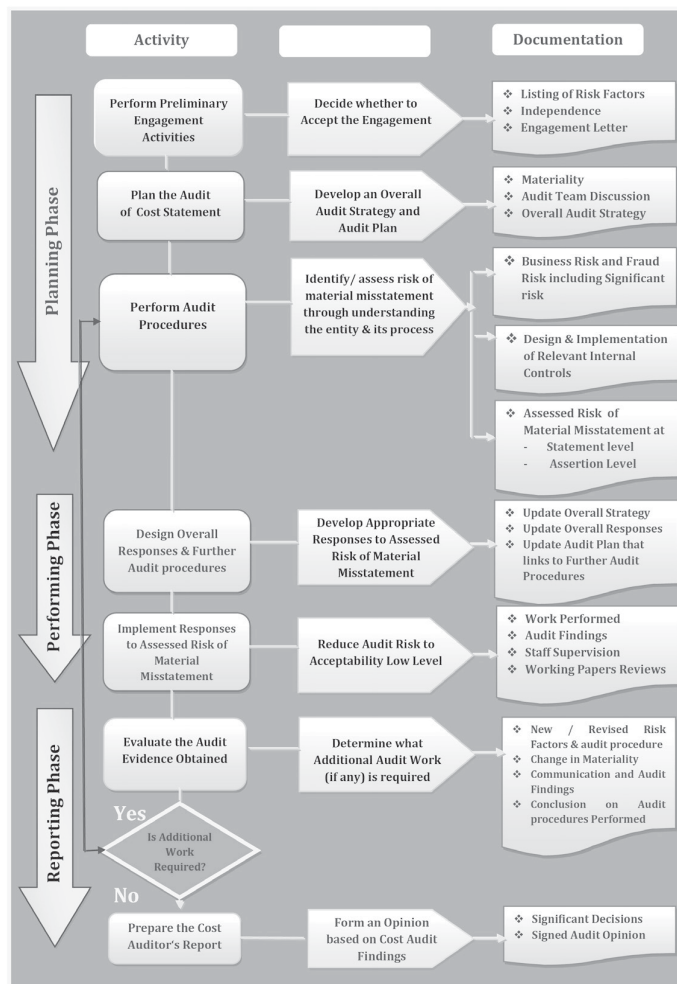 Activity
Documentation
Planning Phase
Perform Preliminary
Engagement
Activities
Decide whether to
Accept the Engagement
❖ Listing of Risk Factors
❖ Independence
❖ Engagement Letter
Plan the Audit
of Cost Statement
Develop an Overall
Audit Strategy and
Audit Plan
❖ Materiality
❖ Audit Team Discussion
❖ Overall Audit Strategy
Perform Audit
Procedures
Identify/ assess risk of
material misstatement
through understanding
the entity & its process
❖ Business Risk and Fraud
Risk including Significant
risk
❖ Design & Implementation
of Relevant Internal
Controls
❖ Assessed Risk of
Material Misstatement at
- Statement level
- Assertion Level
Performing Phase
Design Overall
Responses & Further
Audit procedures
Develop Appropriate
Responses to Assessed
Risk of Material
Misstatement
❖ Update Overall Strategy
❖ Update Overall Responses
❖ Update Audit Plan that
links to Further Audit
Procedures
Implement Responses
to Assessed Risk of
Material
Misstatement
Reduce Audit Risk to
Acceptability Low Level
❖ Work Performed
❖ Audit Findings
❖ Staff Supervision
❖ Working Papers Reviews
Reporting Phase
Evaluate the Audit
Evidence Obtained
Determine what
Additional Audit Work
(if any) is required
❖ New / Revised Risk
Factors & audit procedure
❖ Change in Materiality
❖ Communication and Audit
Findings
❖ Conclusion on Audit
procedures Performed
Yes
Is Additional
Work
Required?
No
Prepare the Cost
Auditor's Report
Form an Opinion
based on Cost Audit
Findings
❖ Significant Decisions
❖ Signed Audit Opinion